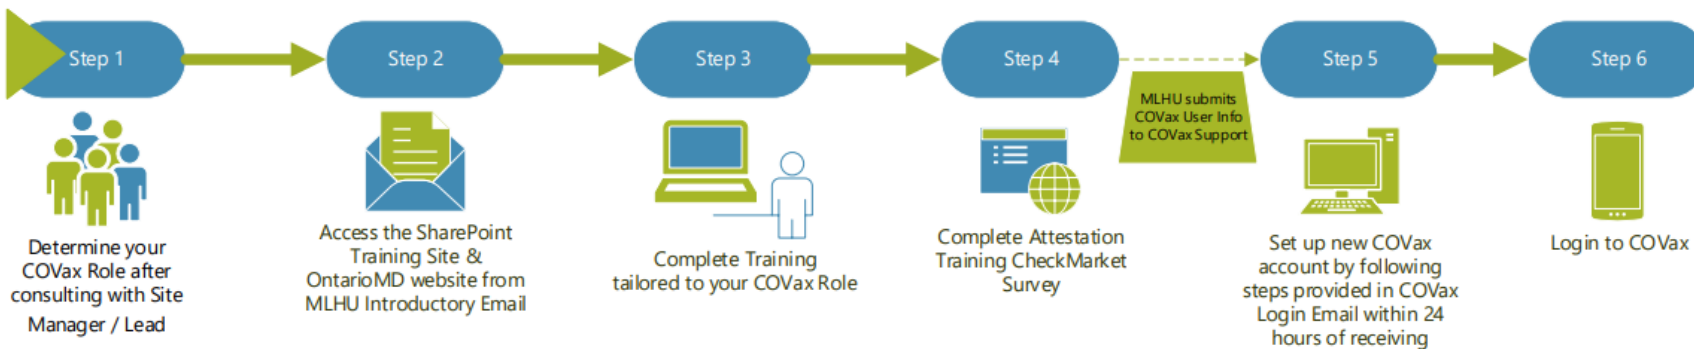 Step 1
Step 2
Step 3
Step 4
MLHU submits
COVax User Info
to COVax Support
Step 5
Step 6
Determine your
COVax Role after
consulting with Site
Manager / Lead
Access the SharePoint
Training Site &
OntarioMD website from
MLHU Introductory Email
Complete Training
tailored to your COVax Role
Complete Attestation
Training CheckMarket
Survey
Set up new COVax
account by following
steps provided in COVax
Login Email within 24
hours of receiving
Login to COVax